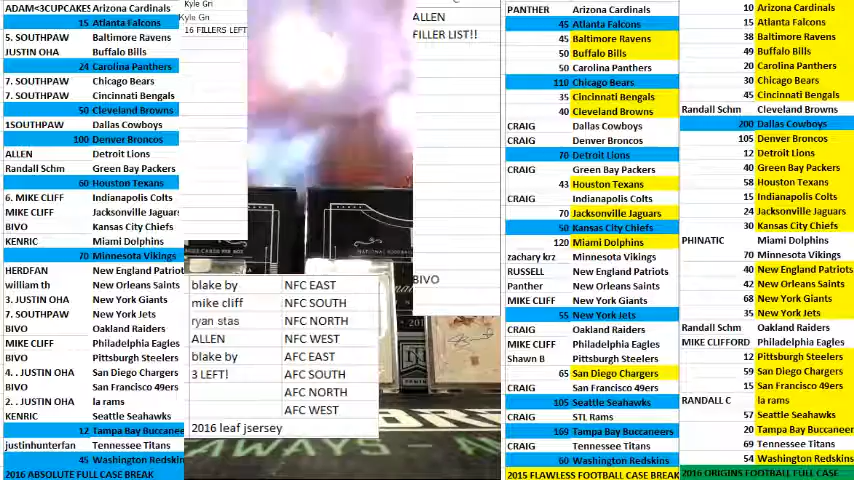 ADAM<3CUPCAKES Arizona Cardinals
15 Atlanta Falcons
5. SOUTHPAW Baltimore Ravens
JUSTIN OHA Buffalo Bills
24 Carolina Panthers
7. SOUTHPAW Chicago Bears
7. SOUTHPAW Cincinnati Bengals
50 Cleveland Browns
1SOUTHPAW Dallas Cowboys
100 Denver Broncos
ALLEN Detroit Lions
Randall Schm Green Bay Packers
60 Houston Texans
6. MIKE CLIFF Indianapolis Colts
MIKE CLIFF Jacksonville Jaguars
BIVO Kansas City Chiefs
KENRIC Miami Dolphins
70 Minnesota Vikings
HERDFAN New England Patriot
william th New Orleans Saints
3. JUSTIN OHA New York Giants
7. SOUTHPAW New York Jets
BIVO Oakland Raiders
MIKE CLIFF Philadelphia Eagles
BIVO Pittsburgh Steelers
4. . JUSTIN OHA San Diego Chargers
BIVO San Francisco 49ers
2. . JUSTIN OHA la rams
KENRIC Seattle Seahawks
12 Tampa Bay Buccanee
justinhunterfan Tennessee Titans
45 Washington Redskin
2016 ABSOLUTE FULL CASE BREAK
Kyle Gri
Kyle Gri
16 FILLERS LEFT
ALLEN
FILLER LIST!!
BIVO
blake by NFC EAST
mike cliff NFC SOUTH
ryan stas NFC NORTH
ALLEN NFC WEST
blake by AFC EAST
3 LEFT! AFC SOUTH
AFC NORTH
AFC WEST
2016 leaf jsersey
AWAYS - A
PANTHER Arizona Cardinals
45 Atlanta Falcons
45 Baltimore Ravens
50 Buffalo Bills
50 Carolina Panthers
110 Chicago Bears
35 Cincinnati Bengals
40 Cleveland Browns
CRAIG Dallas Cowboys
CRAIG Denver Broncos
70 Detroit Lions
CRAIG Green Bay Packers
43 Houston Texans
CRAIG Indianapolis Colts
70 Jacksonville Jaguars
50 Kansas City Chiefs
120 Miami Dolphins
zachary krz Minnesota Vikings
RUSSELL New England Patriots
Panther New Orleans Saints
MIKE CLIFF New York Giants
55 New York Jets
CRAIG Oakland Raiders
MIKE CLIFF Philadelphia Eagles
Shawn B Pittsburgh Steelers
65 San Diego Chargers
CRAIG San Francisco 49ers
105 Seattle Seahawks
CRAIG STL Rams
169 Tampa Bay Buccaneers
CRAIG Tennessee Titans
60 Washington Redskins
2015 FLAWLESS FOOTBALL CASE BREAK
10 Arizona Cardinals
15 Atlanta Falcons
38 Baltimore Ravens
49 Buffalo Bills
20 Carolina Panthers
30 Chicago Bears
45 Cincinnati Bengals
Randall Schm Cleveland Browns
200 Dallas Cowboys
105 Denver Broncos
12 Detroit Lions
40 Green Bay Packers
58 Houston Texans
15 Indianapolis Colts
24 Jacksonville Jaguars
30 Kansas City Chiefs
PHINATIC Miami Dolphins
70 Minnesota Vikings
40 New England Patriots
42 New Orleans Saints
68 New York Giants
35 New York Jets
Randall Schm Oakland Raiders
MIKE CLIFFORD Philadelphia Eagles
12 Pittsburgh Steelers
59 San Diego Chargers
15 San Francisco 49ers
RANDALL C la rams
57 Seattle Seahawks
20 Tampa Bay Buccaneers
69 Tennessee Titans
54 Washington Redskins
2016 ORIGINS FOOTBALL FULL CASE